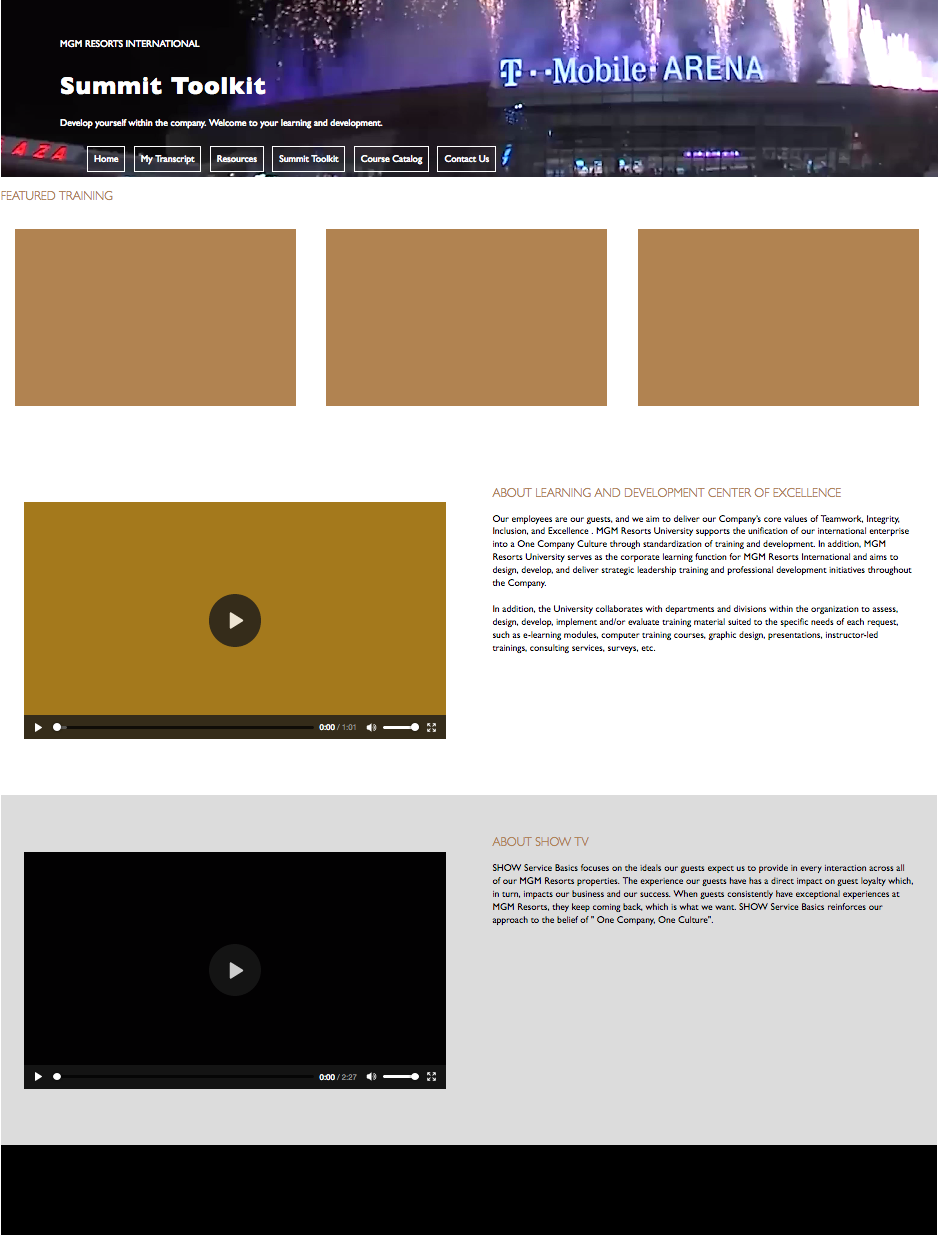 MGM RESORTS INTERNATIONAL
T··Mobile· ARENA
Summit Toolkit
Develop yourself within the company. Welcome to your learning and development.
AZA
Home
My Transcript
Resources
Summit Toolkit
Course Catalog
Contact Us
FEATURED TRAINING
ABOUT LEARNING AND DEVELOPMENT CENTER OF EXCELLENCE
Our employees are our guests, and we aim to deliver our Company's core values of Teamwork, Integrity,
Inclusion, and Excellence . MGM Resorts University supports the unification of our international enterprise
into a One Company Culture through standardization of training and development. In addition, MGM
Resorts University serves as the corporate learning function for MGM Resorts International and aims to
design, develop, and deliver strategic leadership training and professional development initiatives throughout
the Company.
In addition, the University collaborates with departments and divisions within the organization to assess,
design, develop, implement and/or evaluate training material suited to the specific needs of each request,
such as e-learning modules, computer training courses, graphic design, presentations, instructor-led
trainings, consulting services, surveys, etc.
0:00 / 1:01
ABOUT SHOW TV
SHOW Service Basics focuses on the ideals our guests expect us to provide in every interaction across all
of our MGM Resorts properties. The experience our guests have has a direct impact on guest loyalty which,
in turn, impacts our business and our success. When guests consistently have exceptional experiences at
MGM Resorts, they keep coming back, which is what we want. SHOW Service Basics reinforces our
approach to the belief of " One Company, One Culture".
0:00 / 2:27